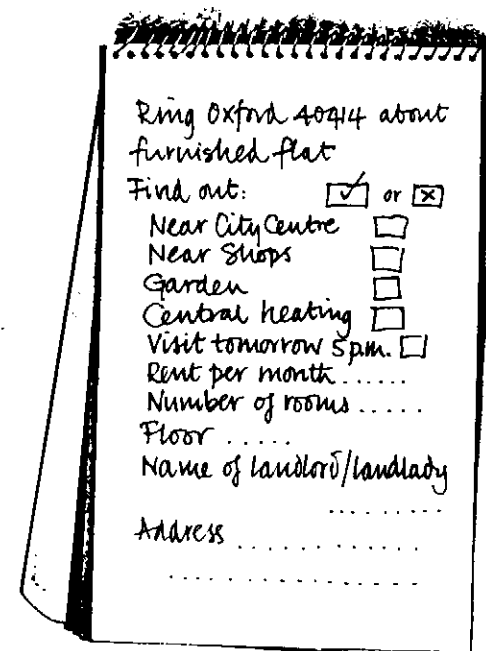 Ring Oxford 40414 about
furnished flat
Find out: ☑ or ☒
Near City Centre ☐
Near Shops ☐
Garden ☐
Central heating ☐
Visit tomorrow 5 p.m. ☐
Rent per month ......
Number of rooms .....
Floor .....
Name of landlord/landlady
.........
Address .............
..................